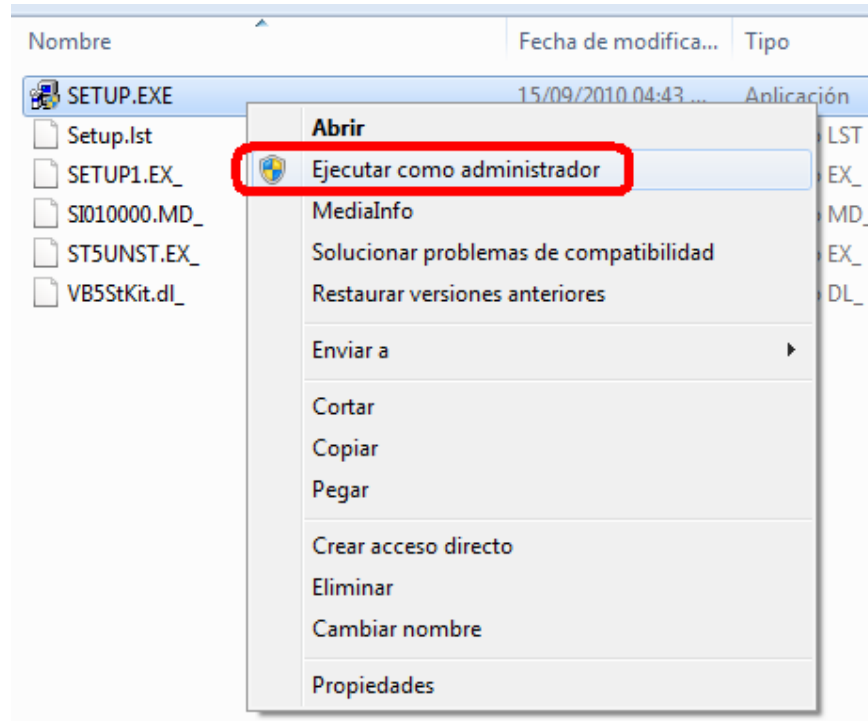 Nombre Fecha de modifica... Tipo
SETUP.EXE 15/09/2010 04:43 ... Aplicación
Setup.lst LST
SETUP1.EX_ EX_
SI010000.MD_ MD_
ST5UNST.EX_ EX_
VB5StKit.dl_ DL_
Abrir
Ejecutar como administrador
MediaInfo
Solucionar problemas de compatibilidad
Restaurar versiones anteriores
Enviar a
Cortar
Copiar
Pegar
Crear acceso directo
Eliminar
Cambiar nombre
Propiedades